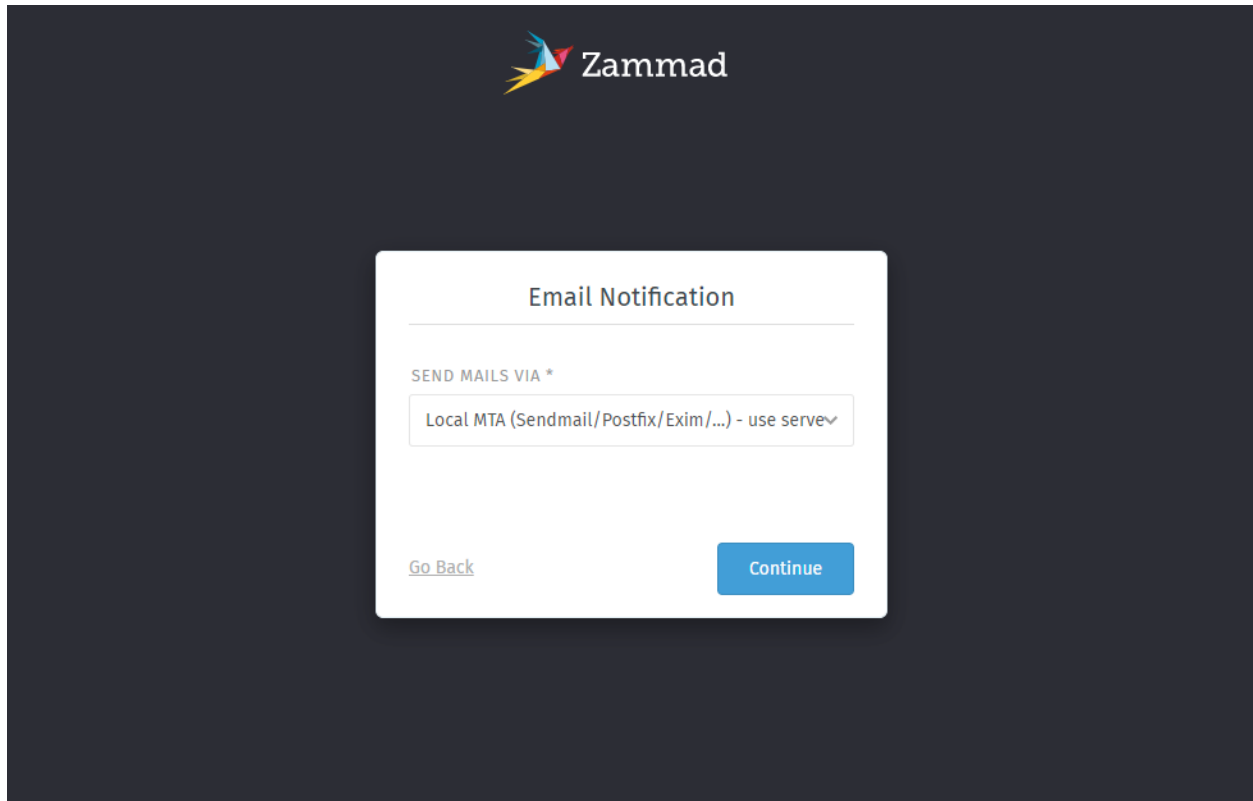 Zammad
Email Notification
SEND MAILS VIA *
Local MTA (Sendmail/Postfix/Exim/...) - use serve
Go Back
Continue